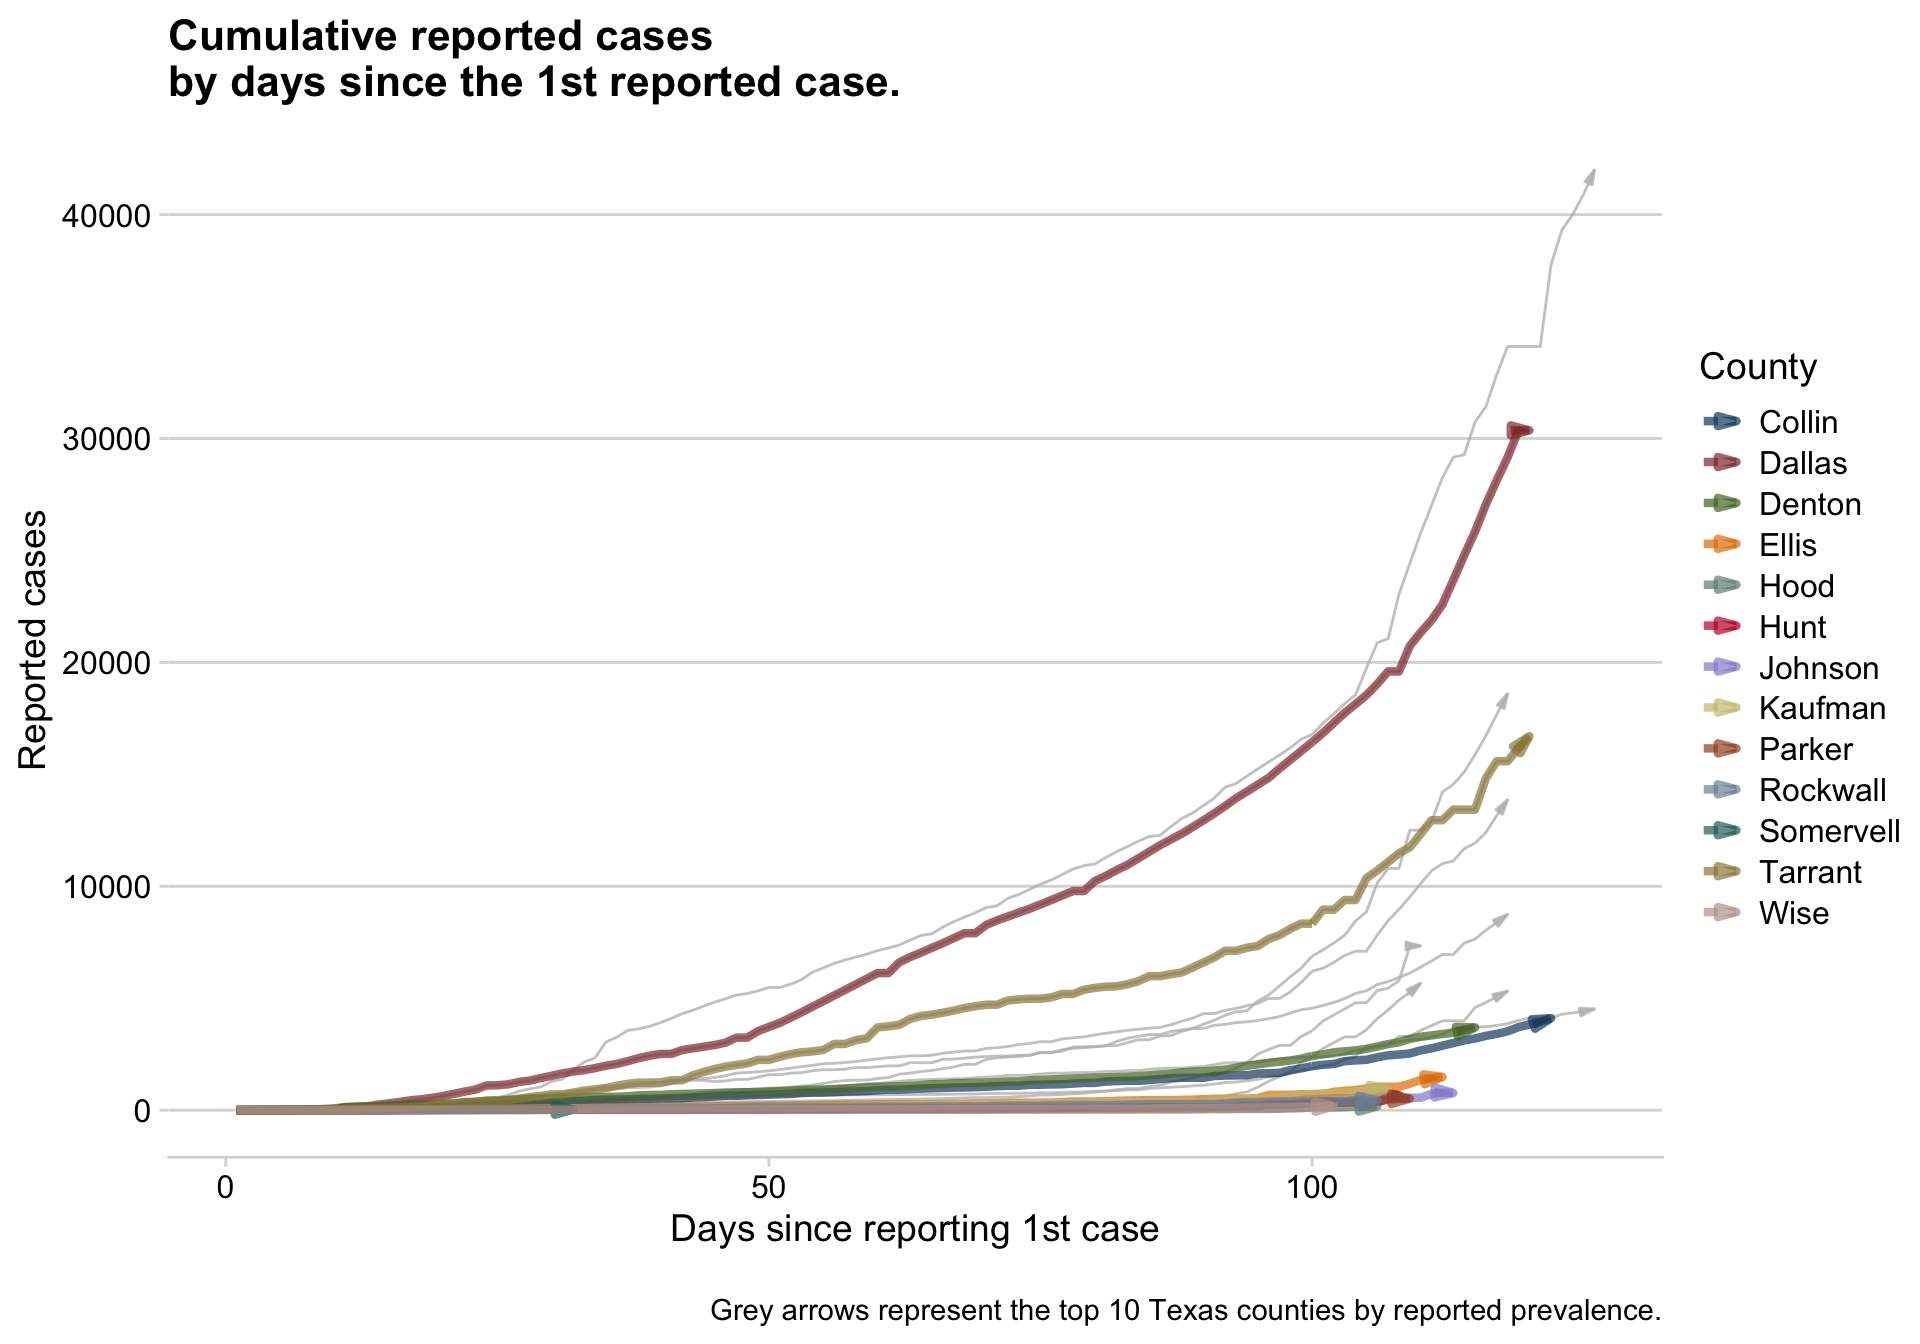 Cumulative reported cases
by days since the 1st reported case.
Reported cases
40000
30000
20000
10000
0
0
50
100
Days since reporting 1st case
County
Collin
Dallas
Denton
Ellis
Hood
Hunt
Johnson
Kaufman
Parker
Rockwall
Somervell
Tarrant
Wise
Grey arrows represent the top 10 Texas counties by reported prevalence.